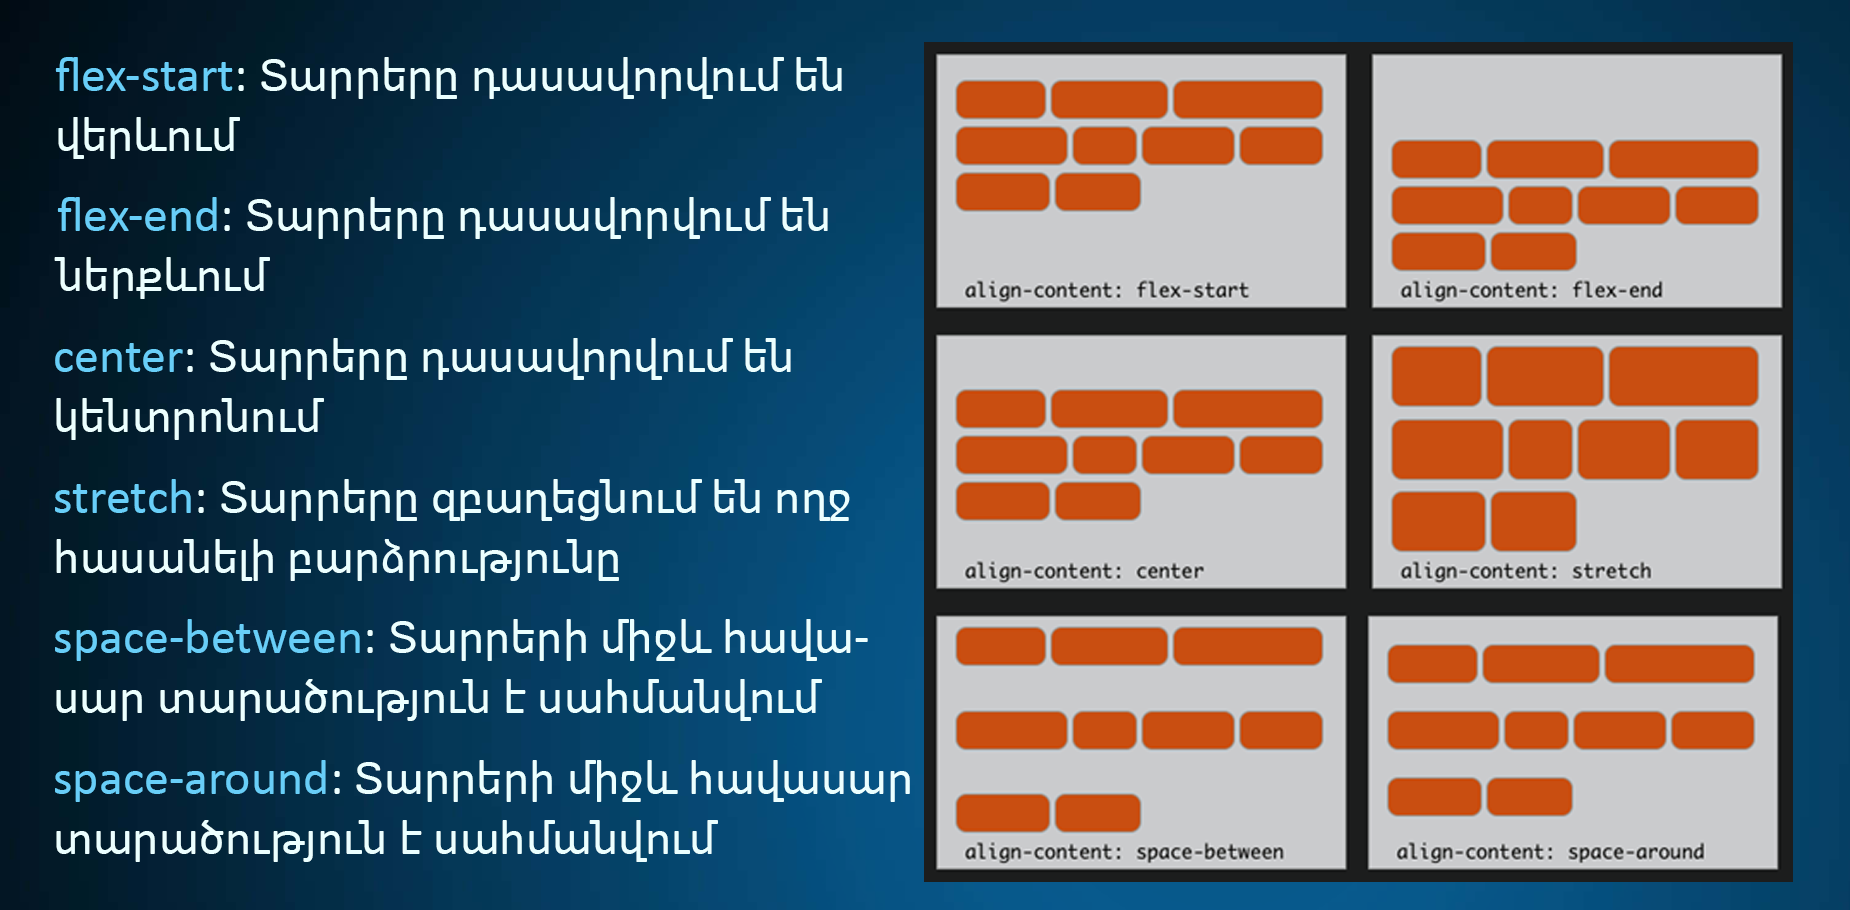 flex-start: Տարրերը դասավորվում են
վերևում
flex-end: Տարրերը դասավորվում են
ներքևում
center: Տարրերը դասավորվում են
կենտրոնում
stretch: Տարրերը զբաղեցնում են ողջ
հասանելի բարձրությունը
space-between: Տարրերի միջև հավա-
սար տարածություն է սահմանվում
space-around: Տարրերի միջև հավասար
տարածություն է սահմանվում
align-content: flex-start
align-content: flex-end
align-content: center
align-content: stretch
align-content: space-between
align-content: space-around